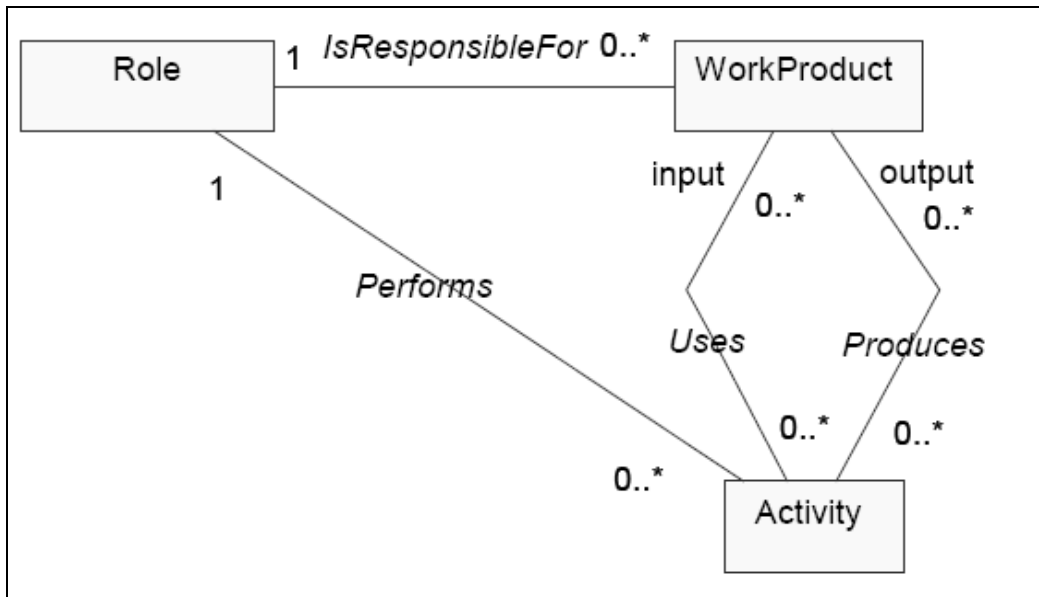 Role
1
IsResponsibleFor
0..*
WorkProduct
1
input
0..*
output
0..*
Performs
Uses
Produces
0..*
0..*
0..*
Activity